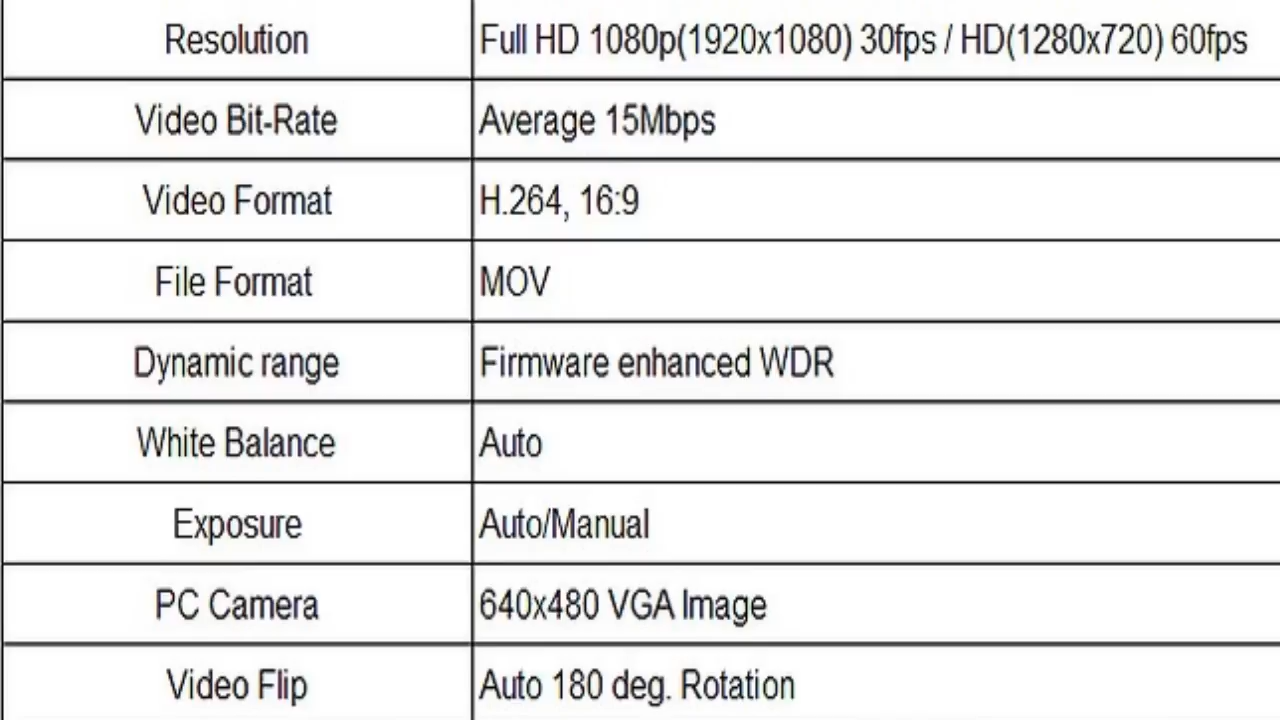 Resolution Full HD 1080p(1920x1080) 30fps / HD(1280x720) 60fps
Video Bit-Rate Average 15Mbps
Video Format H.264, 16:9
File Format MOV
Dynamic range Firmware enhanced WDR
White Balance Auto
Exposure Auto/Manual
PC Camera 640x480 VGA Image
Video Flip Auto 180 deg. Rotation